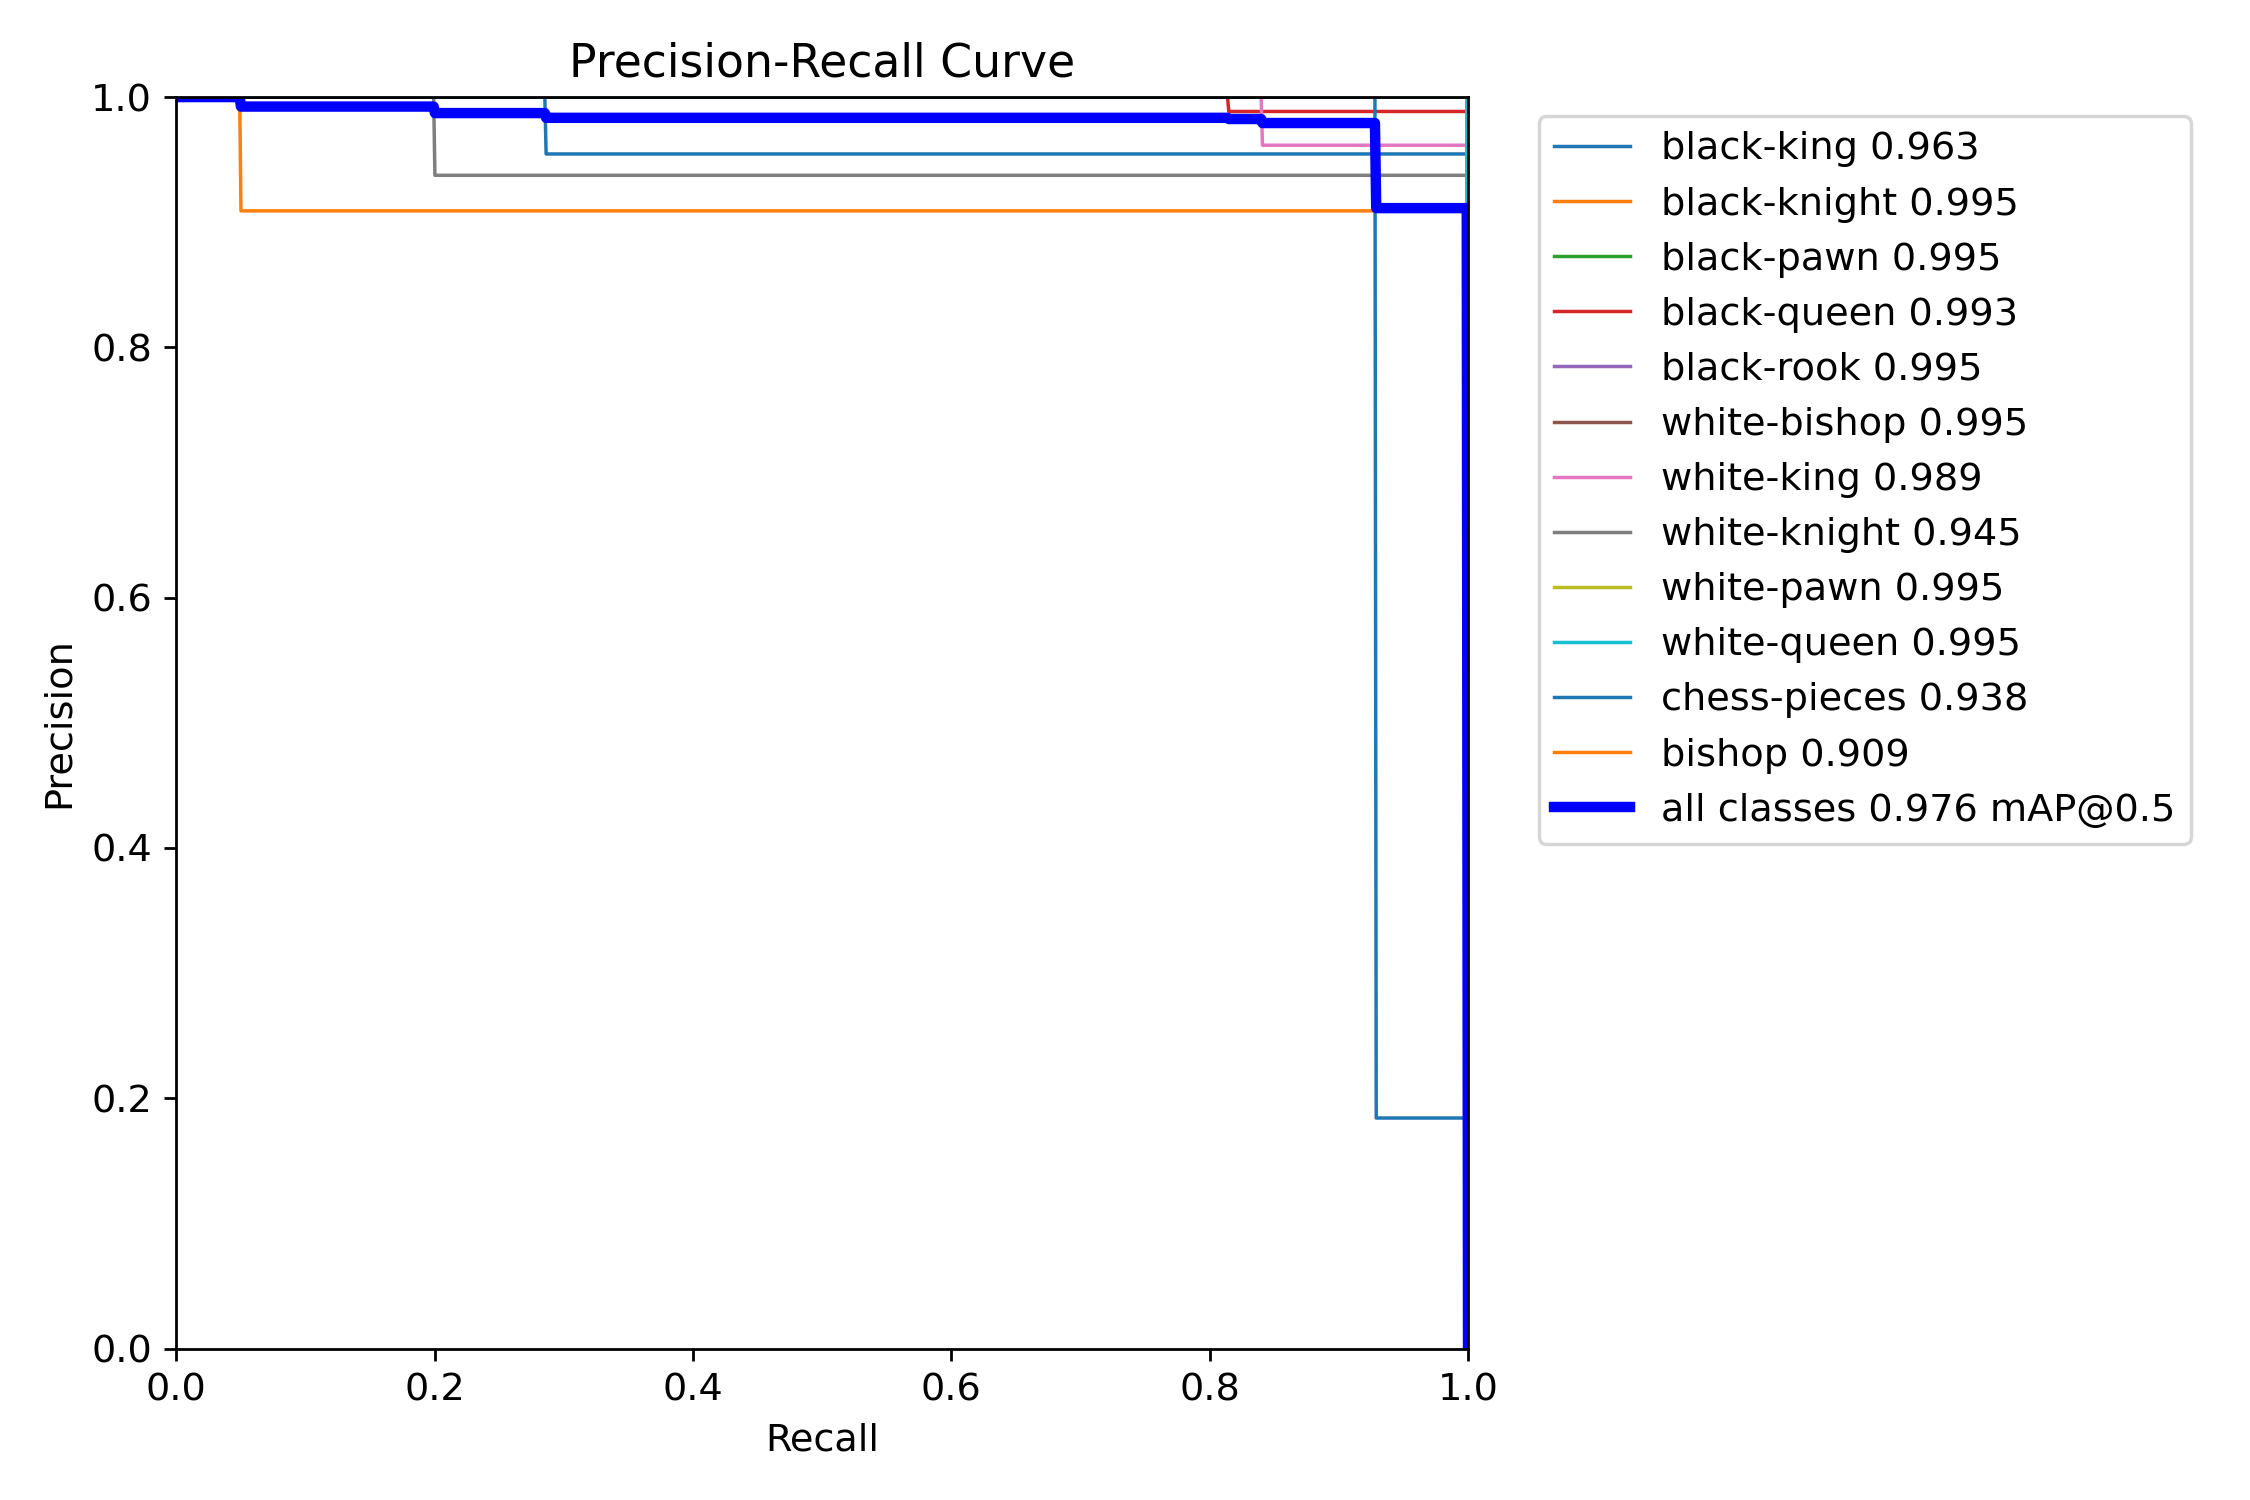 Precision-Recall Curve
1.0
0.8
0.6
0.4
0.2
0.0
Precision
0.0 0.2 0.4 0.6 0.8 1.0
Recall
black-king 0.963
black-knight 0.995
black-pawn 0.995
black-queen 0.993
black-rook 0.995
white-bishop 0.995
white-king 0.989
white-knight 0.945
white-pawn 0.995
white-queen 0.995
chess-pieces 0.938
bishop 0.909
all classes 0.976 mAP@0.5